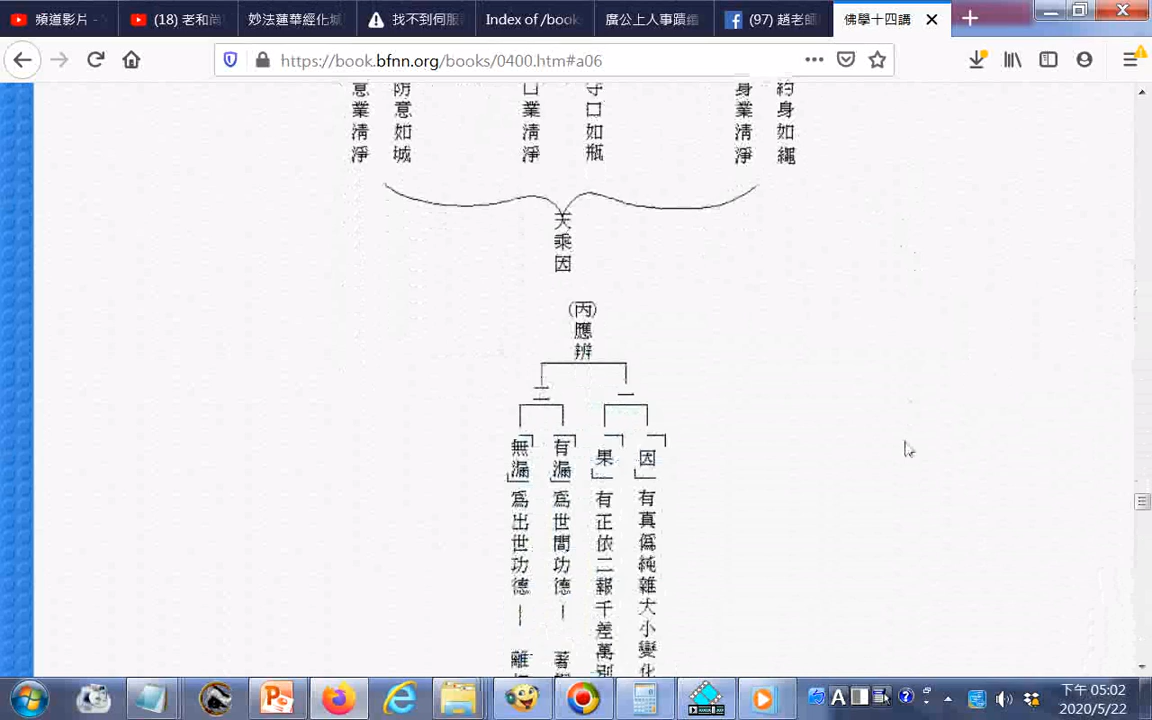 頻道影片 -
(18) 老和尚
妙法蓮華經化城
找不到伺服
Index of /book
廣公上人事蹟
(97) 趙老師
佛學十四講
https://book.bfnn.org/books/0400.htm#a06
約身如繩
身業清淨
守口如瓶
口業清淨
防意如城
意業清淨
天乘因
(丙)應辨
一
二
「因」有真偽純雜大小變化
「果」有正依二報千差萬別
「有漏」為世間功德—著
「無漏」為出世功德—離
下午 05:02
2020/5/22